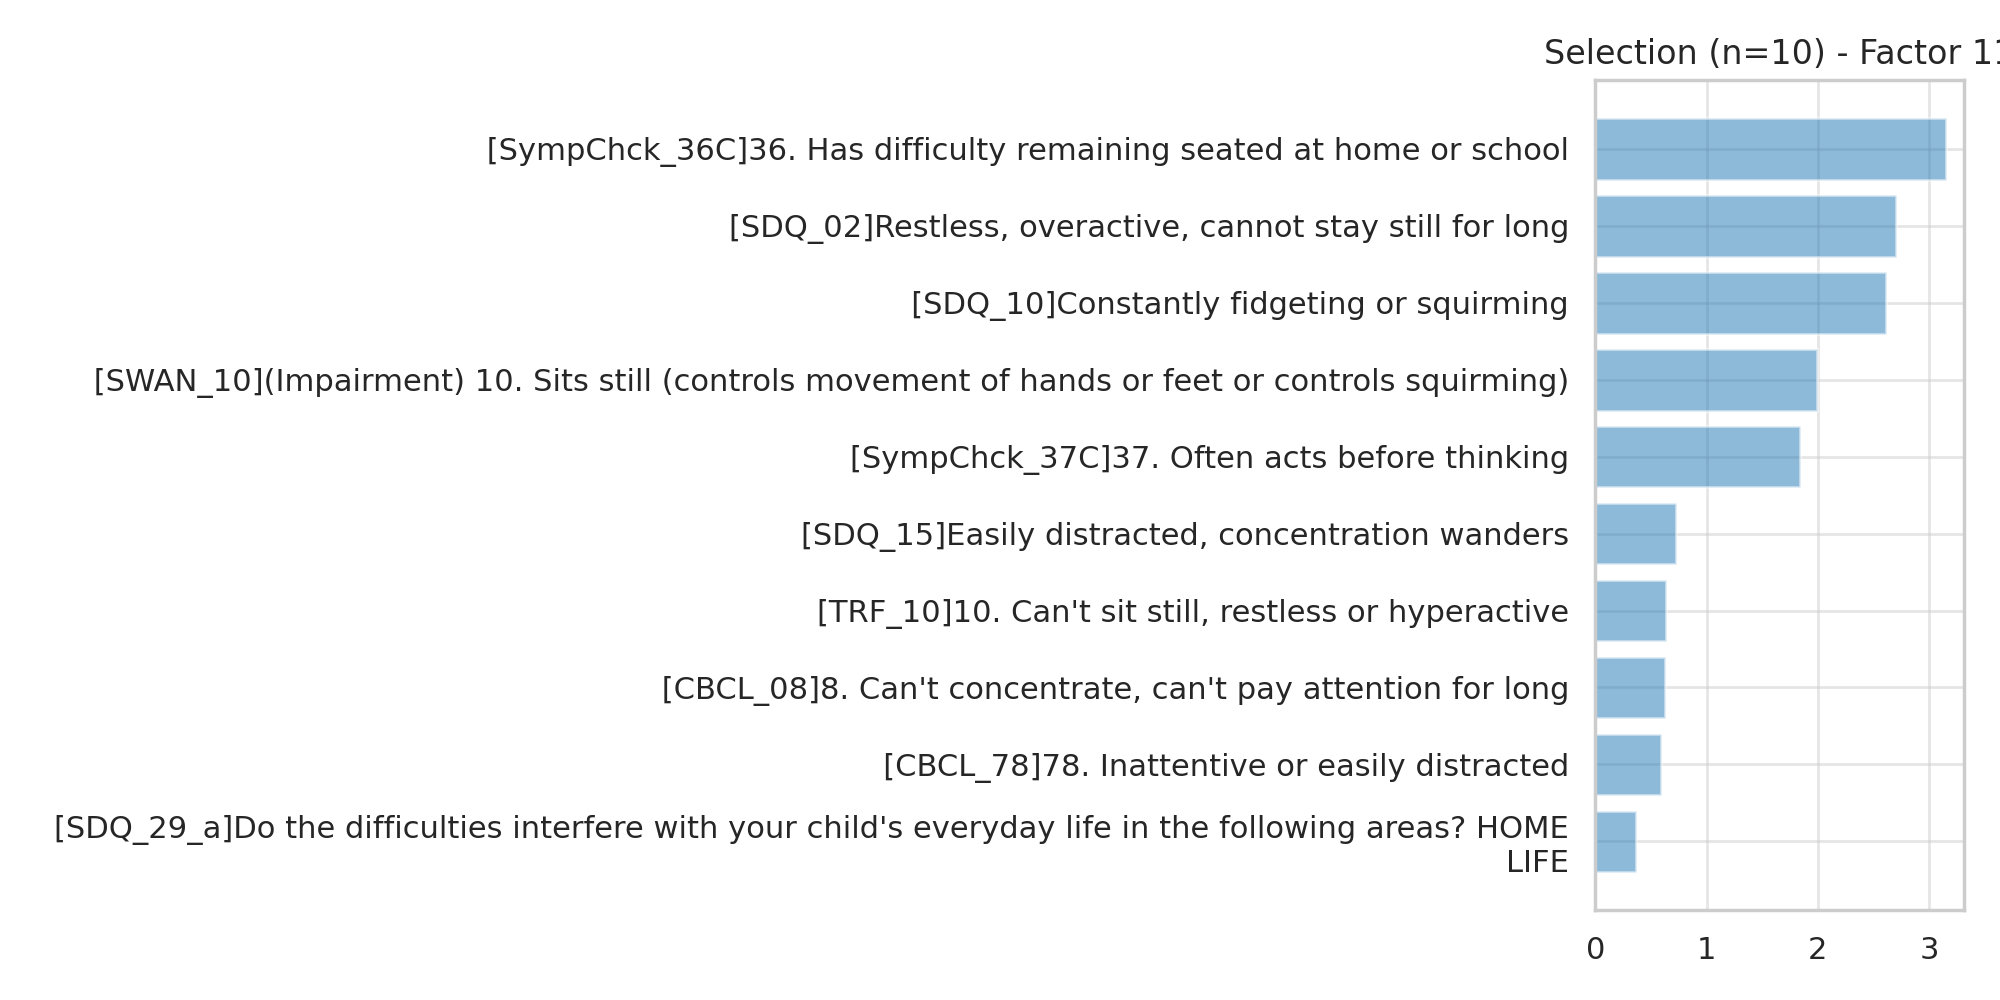 Selection (n=10) - Factor 11
[SympChck_36C]36. Has difficulty remaining seated at home or school
[SDQ_02]Restless, overactive, cannot stay still for long
[SDQ_10]Constantly fidgeting or squirming
[SWAN_10](Impairment) 10. Sits still (controls movement of hands or feet or controls squirming)
[SympChck_37C]37. Often acts before thinking
[SDQ_15]Easily distracted, concentration wanders
[TRF_10]10. Can't sit still, restless or hyperactive
[CBCL_08]8. Can't concentrate, can't pay attention for long
[CBCL_78]78. Inattentive or easily distracted
[SDQ_29_a]Do the difficulties interfere with your child's everyday life in the following areas? HOME
LIFE
0 1 2 3